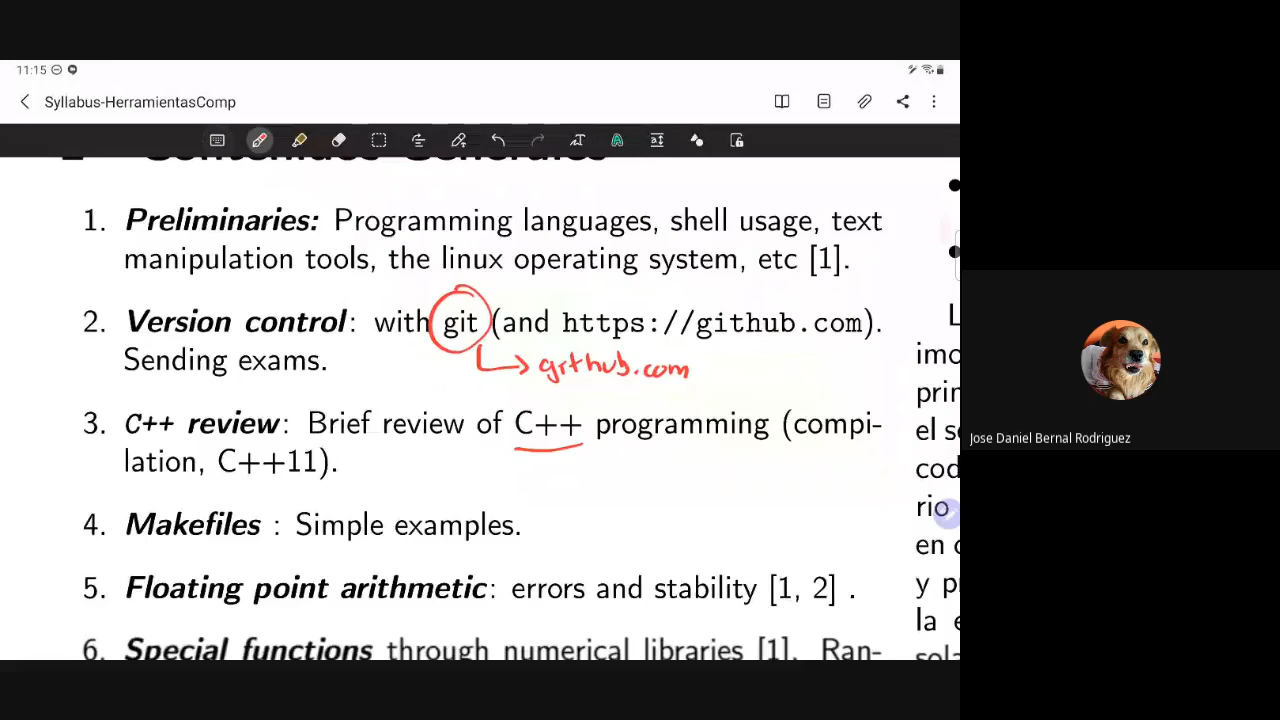 11:15
Syllabus-HerramientasComp
Contenidos Generales
1. Preliminaries: Programming languages, shell usage, text
manipulation tools, the linux operating system, etc [1].
2. Version control: with git (and https://github.com).
Sending exams.
github.com
3. C++ review: Brief review of C++ programming (compi-
lation, C++11).
4. Makefiles : Simple examples.
5. Floating point arithmetic: errors and stability [1, 2] .
6. Special functions through numerical libraries [1]. Ran-
L
imo
prin
el s
cod
rio
en
y p
la e
Jose Daniel Bernal Rodriguez